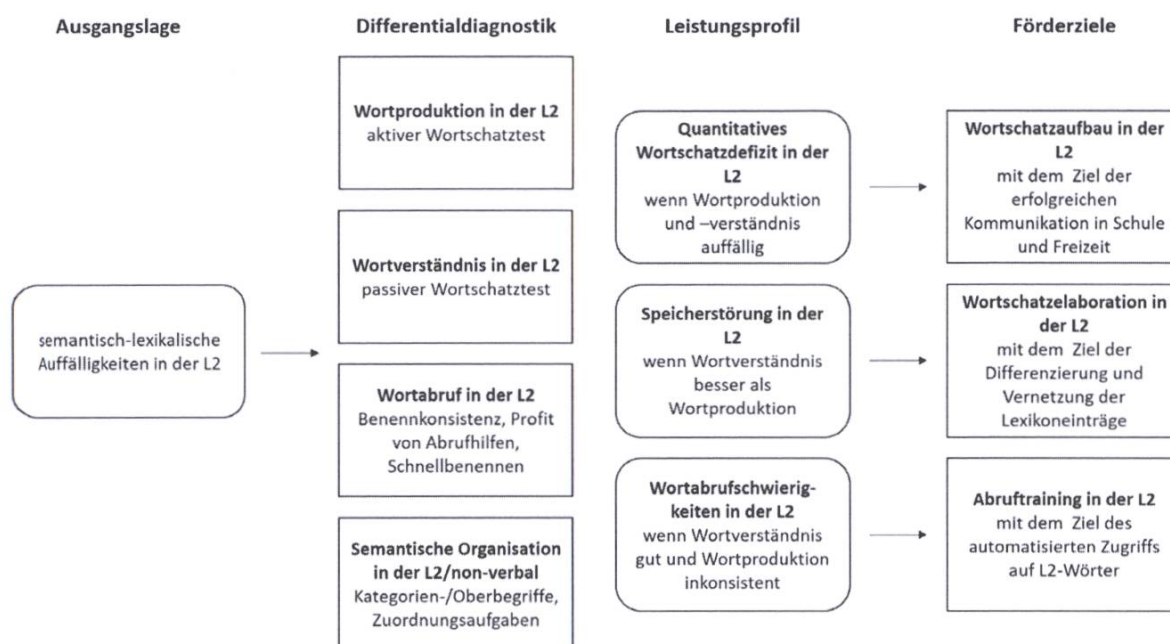 Ausgangslage
Differentialdiagnostik
Leistungsprofil
Förderziele
semantisch-lexikalische
Auffälligkeiten in der L2
Wortproduktion in der L2
aktiver Wortschatztest
Wortverständnis in der L2
passiver Wortschatztest
Wortabruf in der L2
Benennkonsistenz, Profit
von Abrufhilfen,
Schnellbenennen
Semantische Organisation
in der L2/non-verbal
Kategorien-/Oberbegriffe,
Zuordnungsaufgaben
Quantitatives
Wortschatzdefizit in der
L2
wenn Wortproduktion
und –verständnis
auffällig
Speicherstörung in der
L2
wenn Wortverständnis
besser als
Wortproduktion
Wortabrufschwierig-
keiten in der L2
wenn Wortverständnis
gut und Wortproduktion
inkonsistent
Wortschatzaufbau in der
L2
mit dem Ziel der
erfolgreichen
Kommunikation in Schule
und Freizeit
Wortschatzelaboration in
der L2
mit dem Ziel der
Differenzierung und
Vernetzung der
Lexikoneinträge
Abruftraining in der L2
mit dem Ziel des
automatisierten Zugriffs
auf L2-Wörter